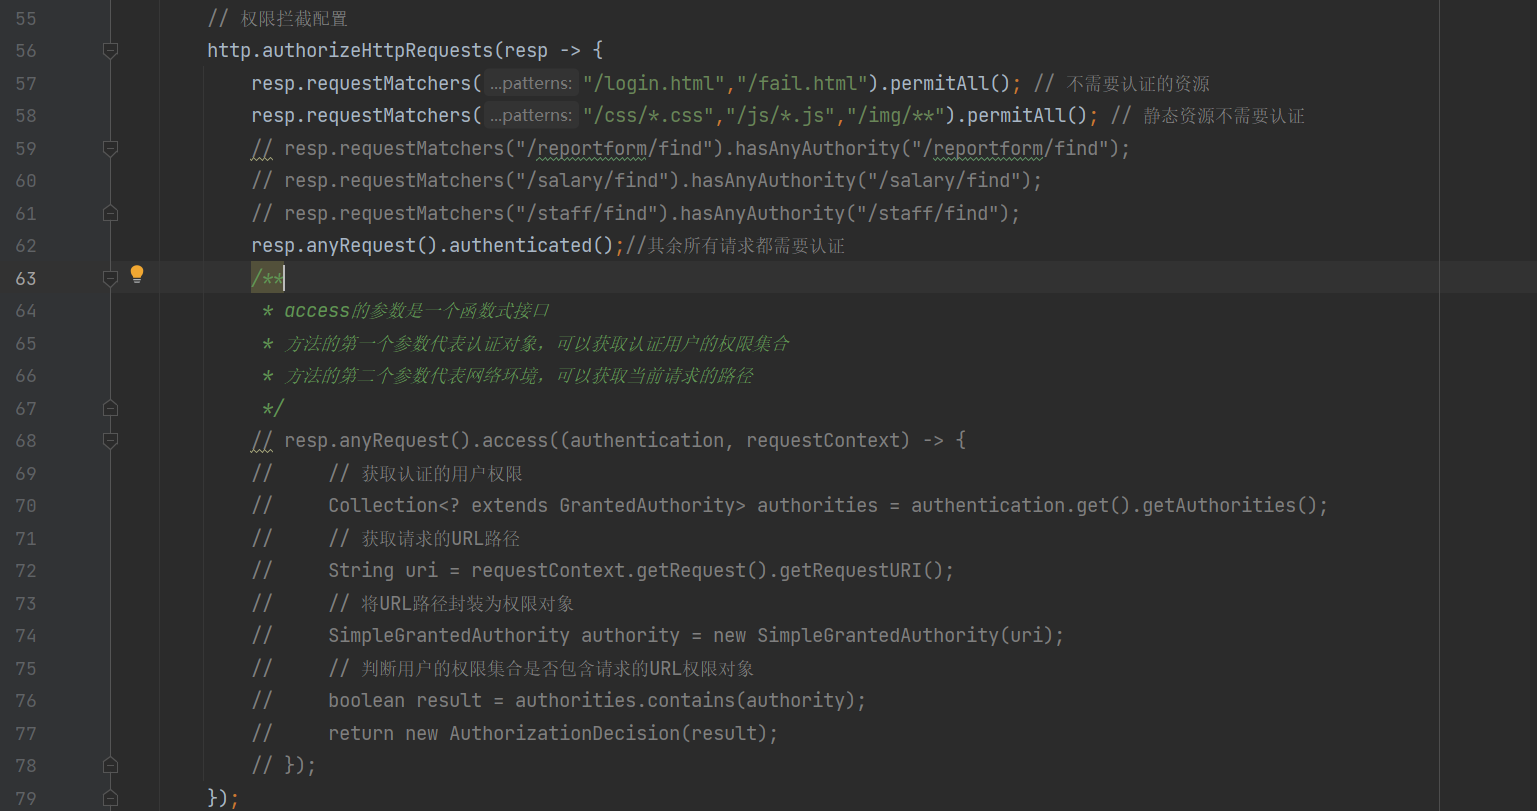 55 // 权限拦截配置
56 http.authorizeHttpRequests(resp -> {
57 resp.requestMatchers( ...patterns: "/login.html","/fail.html").permitAll(); // 不需要认证的资源
58 resp.requestMatchers( ...patterns: "/css/*.css","/js/*.js","/img/**").permitAll(); // 静态资源不需要认证
59 // resp.requestMatchers("/reportform/find").hasAnyAuthority("/reportform/find");
60 // resp.requestMatchers("/salary/find").hasAnyAuthority("/salary/find");
61 // resp.requestMatchers("/staff/find").hasAnyAuthority("/staff/find");
62 resp.anyRequest().authenticated();//其余所有请求都需要认证
63 /**
64 * access的参数是一个函数式接口
65 * 方法的第一个参数代表认证对象，可以获取认证用户的权限集合
66 * 方法的第二个参数代表网络环境，可以获取当前请求的路径
67 */
68 // resp.anyRequest().access((authentication, requestContext) -> {
69 // // 获取认证的用户权限
70 // Collection<? extends GrantedAuthority> authorities = authentication.get().getAuthorities();
71 // // 获取请求的URL路径
72 // String uri = requestContext.getRequest().getRequestURI();
73 // // 将URL路径封装为权限对象
74 // SimpleGrantedAuthority authority = new SimpleGrantedAuthority(uri);
75 // // 判断用户的权限集合是否包含请求的URL权限对象
76 // boolean result = authorities.contains(authority);
77 // return new AuthorizationDecision(result);
78 // });
79 });